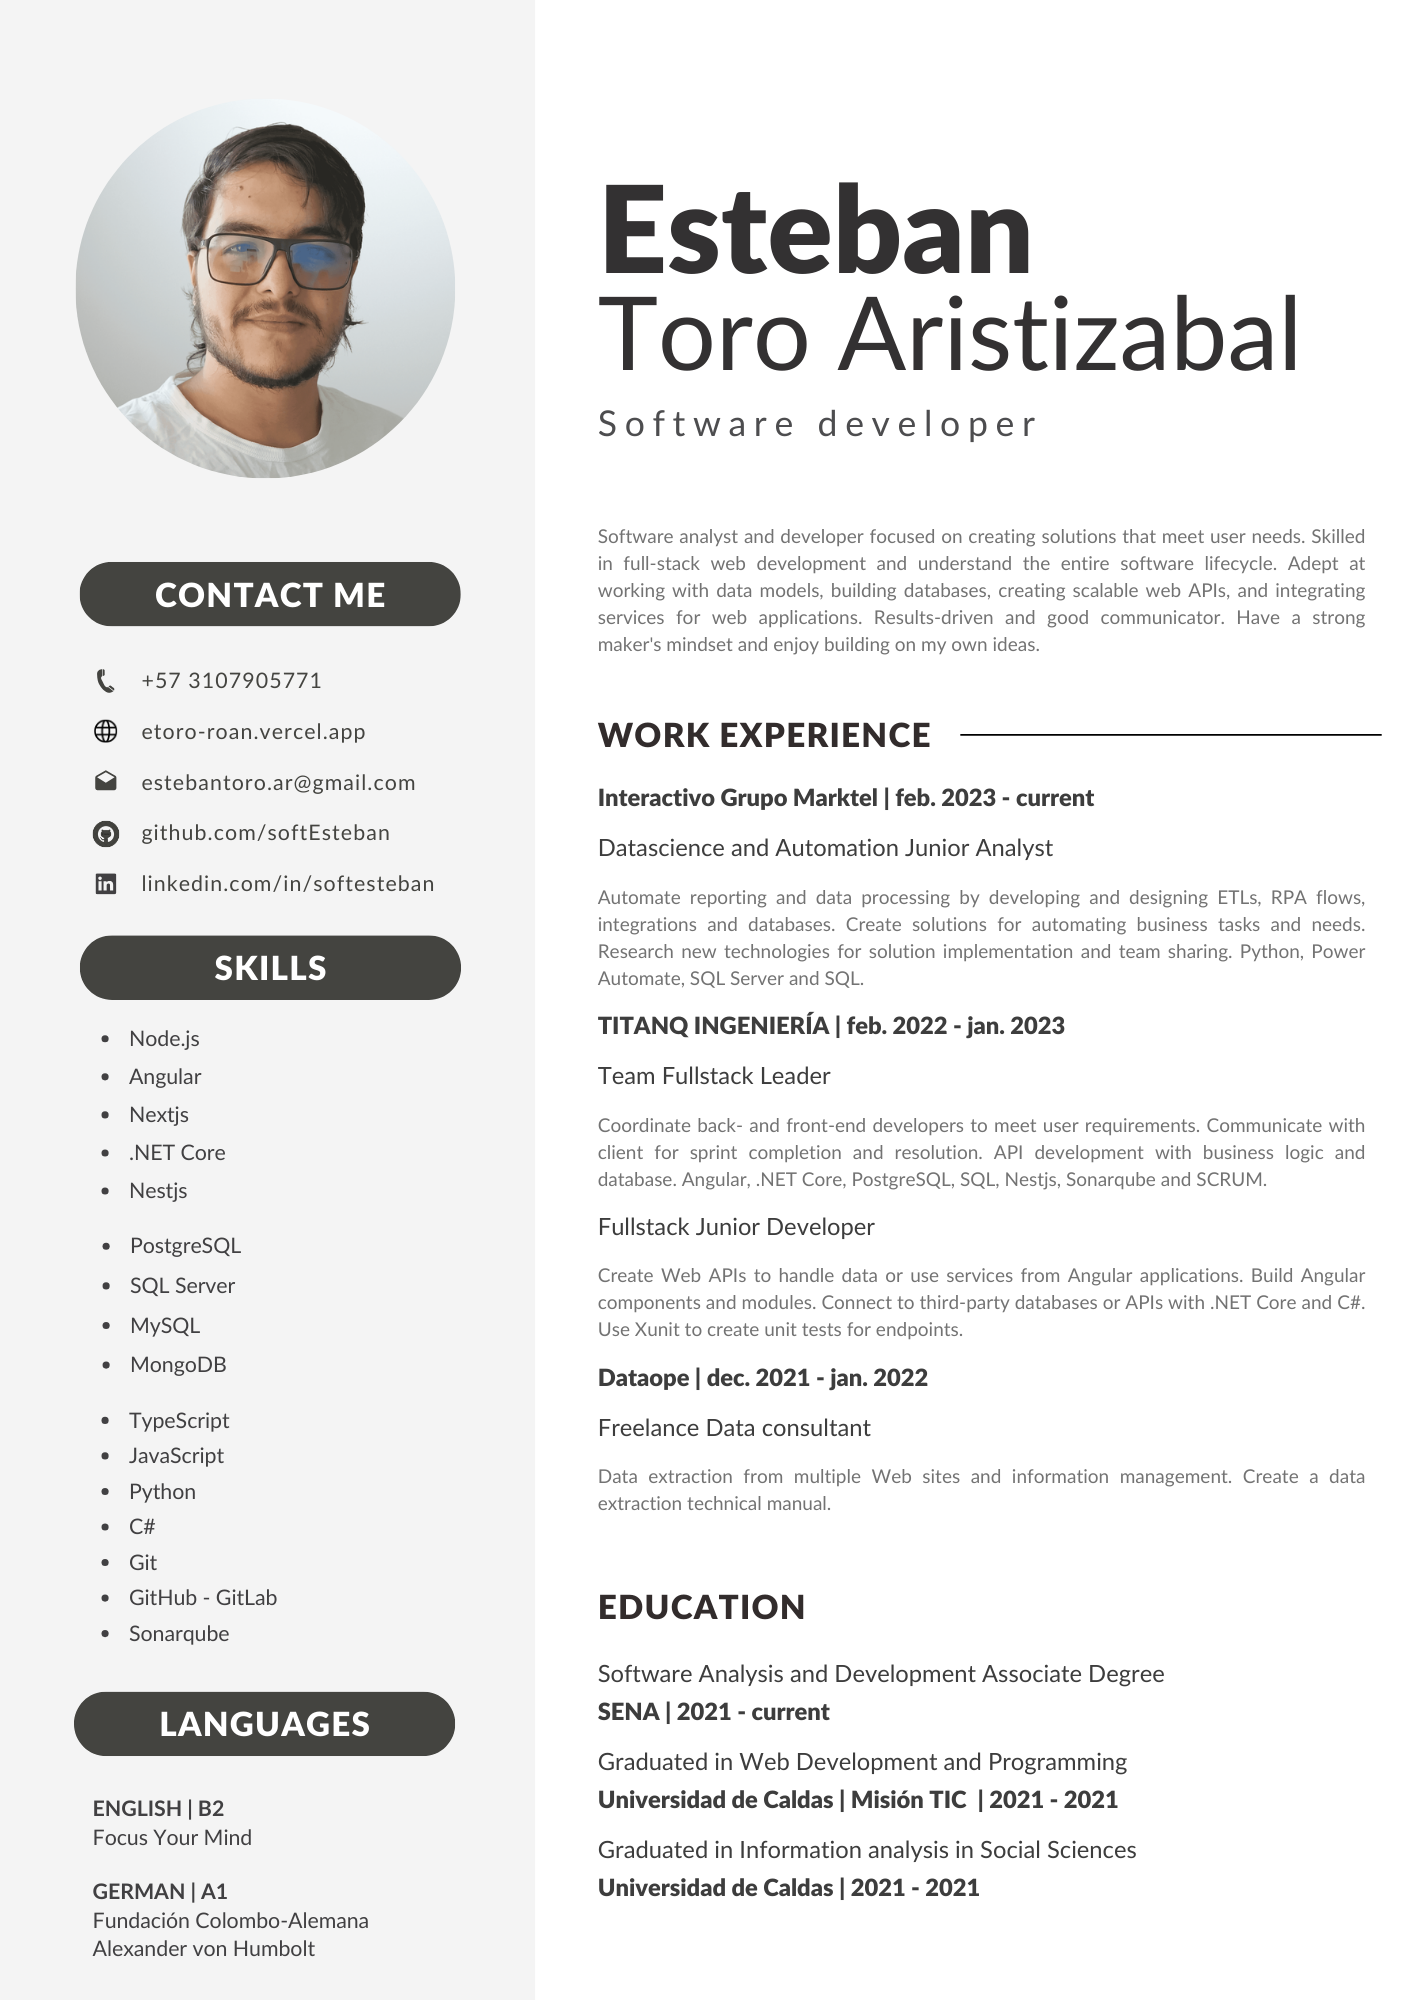 Esteban
Toro Aristizabal
Software developer
Software analyst and developer focused on creating solutions that meet user needs. Skilled
in full-stack web development and understand the entire software lifecycle. Adept at
working with data models, building databases, creating scalable web APIs, and integrating
services for web applications. Results-driven and good communicator. Have a strong
maker's mindset and enjoy building on my own ideas.
CONTACT ME
+57 3107905771
etoro-roan.vercel.app
estebantoro.ar@gmail.com
github.com/softEsteban
linkedin.com/in/softesteban
SKILLS
• Node.js
• Angular
• Nextjs
• .NET Core
• Nestjs
• PostgreSQL
• SQL Server
• MySQL
• MongoDB
• TypeScript
• JavaScript
• Python
• C#
• Git
• GitHub - GitLab
• Sonarqube
LANGUAGES
ENGLISH | B2
Focus Your Mind
GERMAN | A1
Fundación Colombo-Alemana
Alexander von Humbolt
WORK EXPERIENCE
Interactivo Grupo Marktel | feb. 2023 - current
Datascience and Automation Junior Analyst
Automate reporting and data processing by developing and designing ETLs, RPA flows,
integrations and databases. Create solutions for automating business tasks and needs.
Research new technologies for solution implementation and team sharing. Python, Power
Automate, SQL Server and SQL.
TITANQ INGENIERÍA | feb. 2022 - jan. 2023
Team Fullstack Leader
Coordinate back- and front-end developers to meet user requirements. Communicate with
client for sprint completion and resolution. API development with business logic and
database. Angular, .NET Core, PostgreSQL, SQL, Nestjs, Sonarqube and SCRUM.
Fullstack Junior Developer
Create Web APIs to handle data or use services from Angular applications. Build Angular
components and modules. Connect to third-party databases or APIs with .NET Core and C#.
Use Xunit to create unit tests for endpoints.
Dataope | dec. 2021 - jan. 2022
Freelance Data consultant
Data extraction from multiple Web sites and information management. Create a data
extraction technical manual.
EDUCATION
Software Analysis and Development Associate Degree
SENA | 2021 - current
Graduated in Web Development and Programming
Universidad de Caldas | Misión TIC | 2021 - 2021
Graduated in Information analysis in Social Sciences
Universidad de Caldas | 2021 - 2021